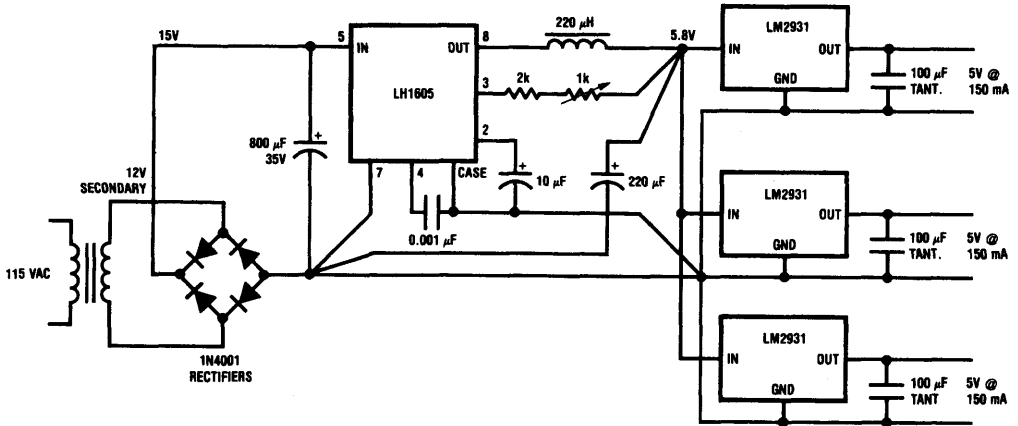 15V
5
IN
OUT
8
220 μH
5.8V
LM2931
IN
OUT
GND
100 μF
TANT.
5V @
150 mA
LH1605
3
2k
1k
2
7
4
CASE
800 μF
35V
+
10 μF
+
220 μF
+
0.001 μF
12V
SECONDARY
115 VAC
1N4001
RECTIFIERS
LM2931
IN
OUT
GND
100 μF
TANT.
5V @
150 mA
LM2931
IN
OUT
GND
100 μF
TANT
5V @
150 mA